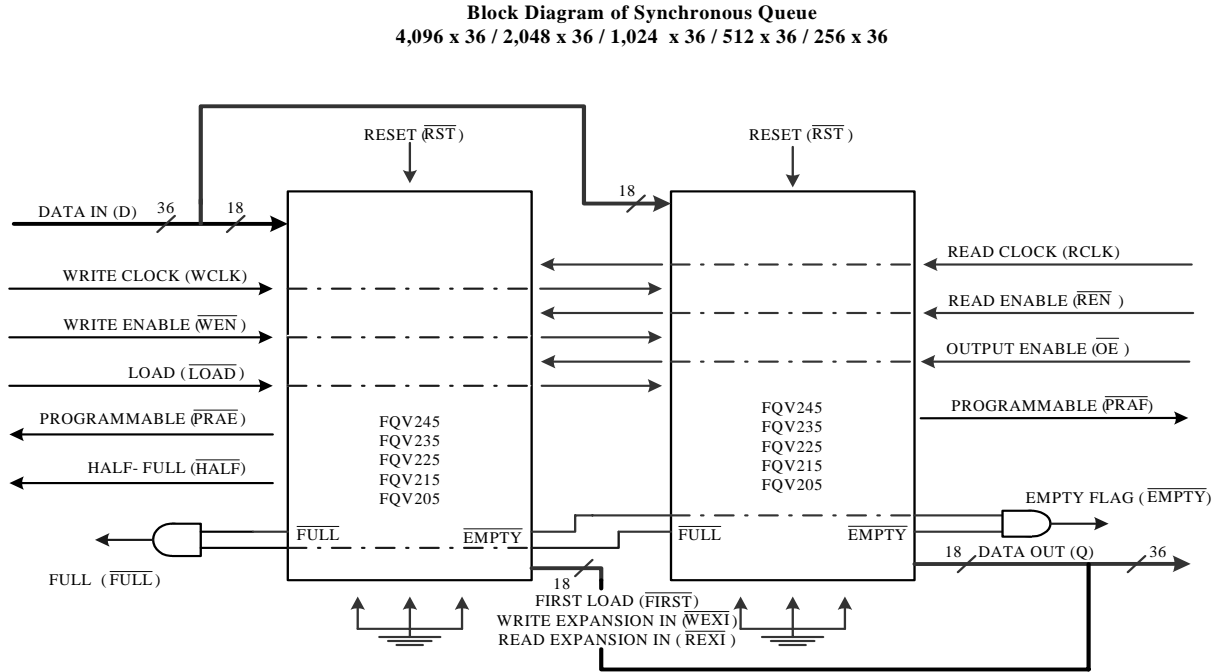 Block Diagram of Synchronous Queue
4,096 x 36 / 2,048 x 36 / 1,024 x 36 / 512 x 36 / 256 x 36
RESET (RST)
RESET (RST)
DATA IN (D)
36
18
18
WRITE CLOCK (WCLK)
READ CLOCK (RCLK)
WRITE ENABLE (WEN)
READ ENABLE (REN)
LOAD (LOAD)
OUTPUT ENABLE (OE)
PROGRAMMABLE (PRAE)
PROGRAMMABLE (PRAF)
HALF- FULL (HALF)
FQV245
FQV235
FQV225
FQV215
FQV205
FQV245
FQV235
FQV225
FQV215
FQV205
EMPTY FLAG (EMPTY)
FULL
EMPTY
FULL
EMPTY
FULL (FULL)
18
DATA OUT (Q)
36
18
FIRST LOAD (FIRST)
WRITE EXPANSION IN (WEXI)
READ EXPANSION IN (REXI)